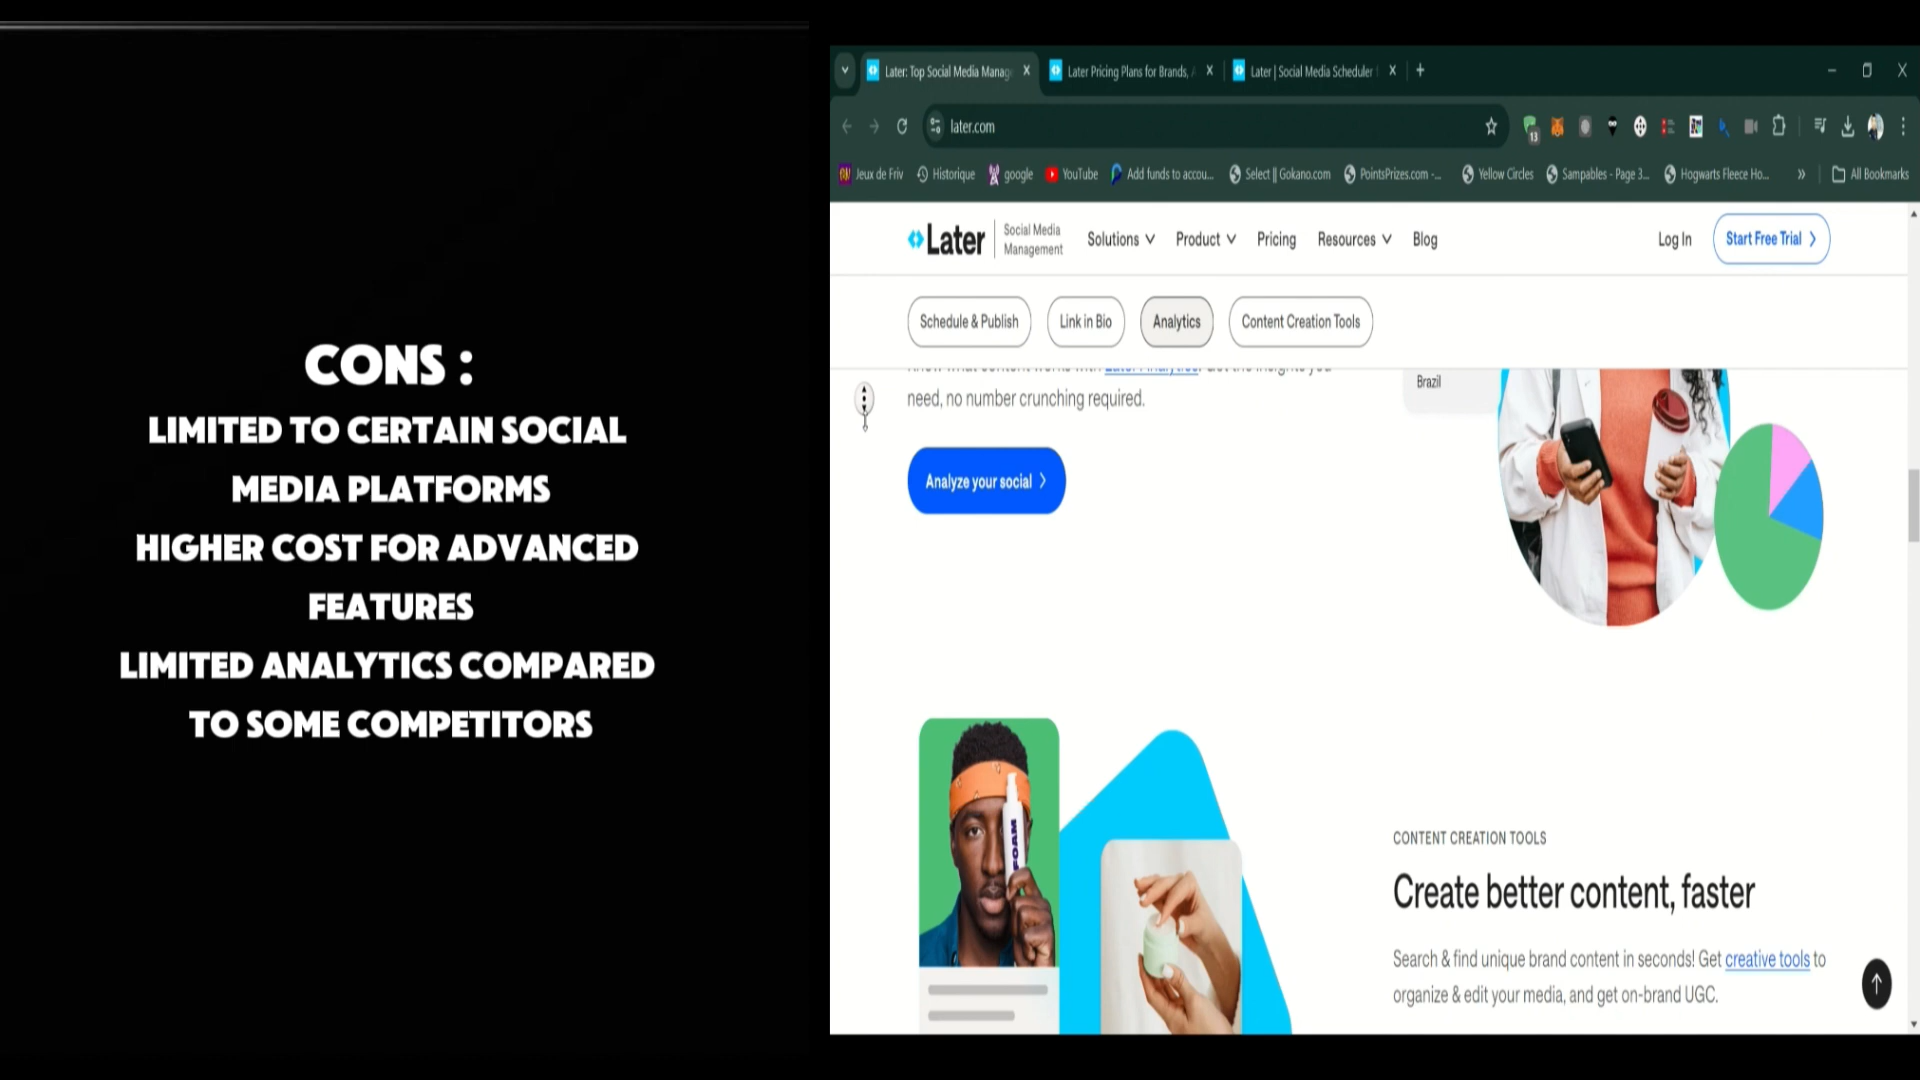 CONS :
LIMITED TO CERTAIN SOCIAL
MEDIA PLATFORMS
HIGHER COST FOR ADVANCED
FEATURES
LIMITED ANALYTICS COMPARED
TO SOME COMPETITORS
Later: Top Social Media Manag
Later Pricing Plans for Brands,
Later | Social Media Scheduler
later.com
13
Jeux de Friv
Historique
google
YouTube
Add funds to accou...
Select || Gokano.com
PointsPrizes.com -...
Yellow Circles
Sampables - Page 3...
Hogwarts Fleece Ho...
All Bookmarks
Later
Social Media
Management
Solutions
Product
Pricing
Resources
Blog
Log In
Start Free Trial
Schedule & Publish
Link in Bio
Analytics
Content Creation Tools
need, no number crunching required.
Analyze your social
Brazil
FOAM
CONTENT CREATION TOOLS
Create better content, faster
Search & find unique brand content in seconds! Get creative tools to
organize & edit your media, and get on-brand UGC.